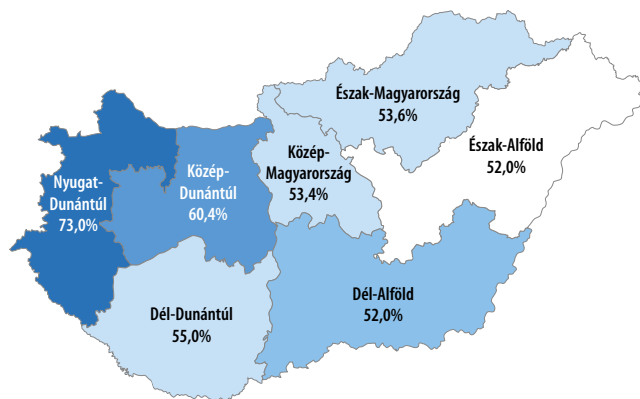 Észak-Magyarország
53,6%
Észak-Alföld
52,0%
Közép-
Magyarország
53,4%
Közép-
Dunántúl
60,4%
Nyugat-
Dunántúl
73,0%
Dél-Alföld
52,0%
Dél-Dunántúl
55,0%